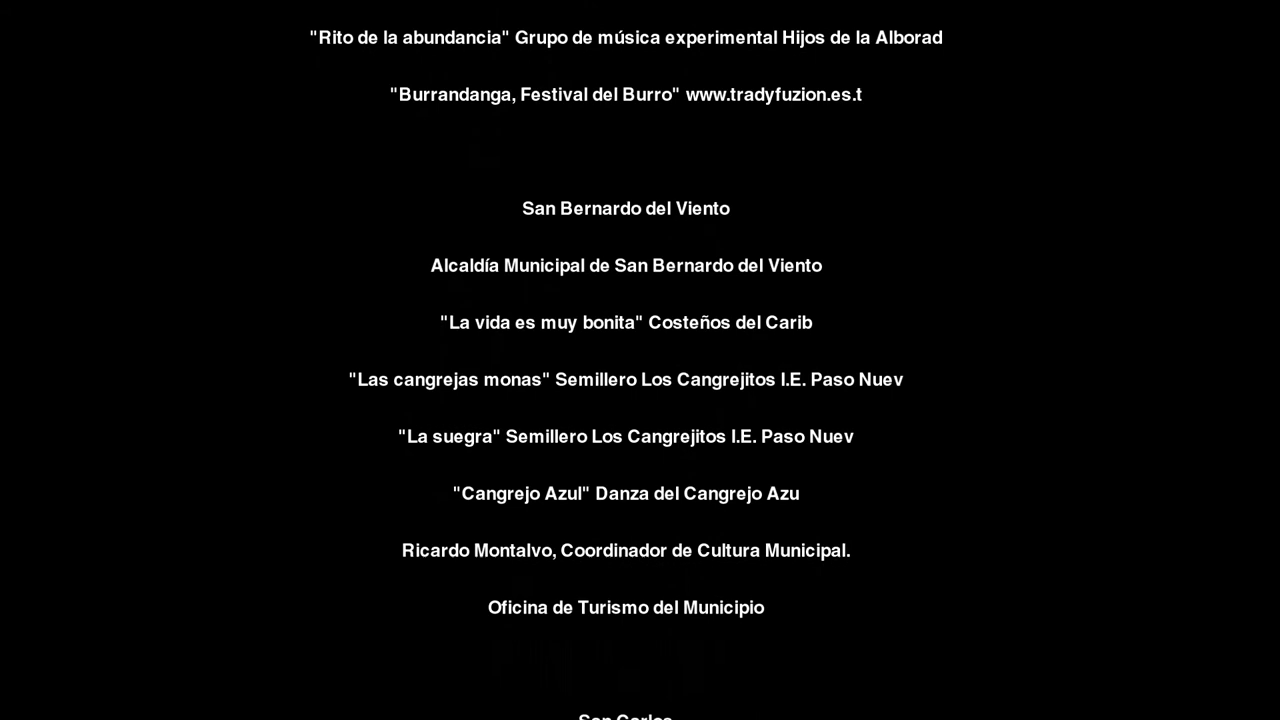 "Rito de la abundancia" Grupo de música experimental Hijos de la Alborad
"Burrandanga, Festival del Burro" www.tradyfuzion.es.t
San Bernardo del Viento
Alcaldía Municipal de San Bernardo del Viento
"La vida es muy bonita" Costeños del Carib
"Las cangrejas monas" Semillero Los Cangrejitos I.E. Paso Nuev
"La suegra" Semillero Los Cangrejitos I.E. Paso Nuev
"Cangrejo Azul" Danza del Cangrejo Azu
Ricardo Montalvo, Coordinador de Cultura Municipal.
Oficina de Turismo del Municipio
San Carlos